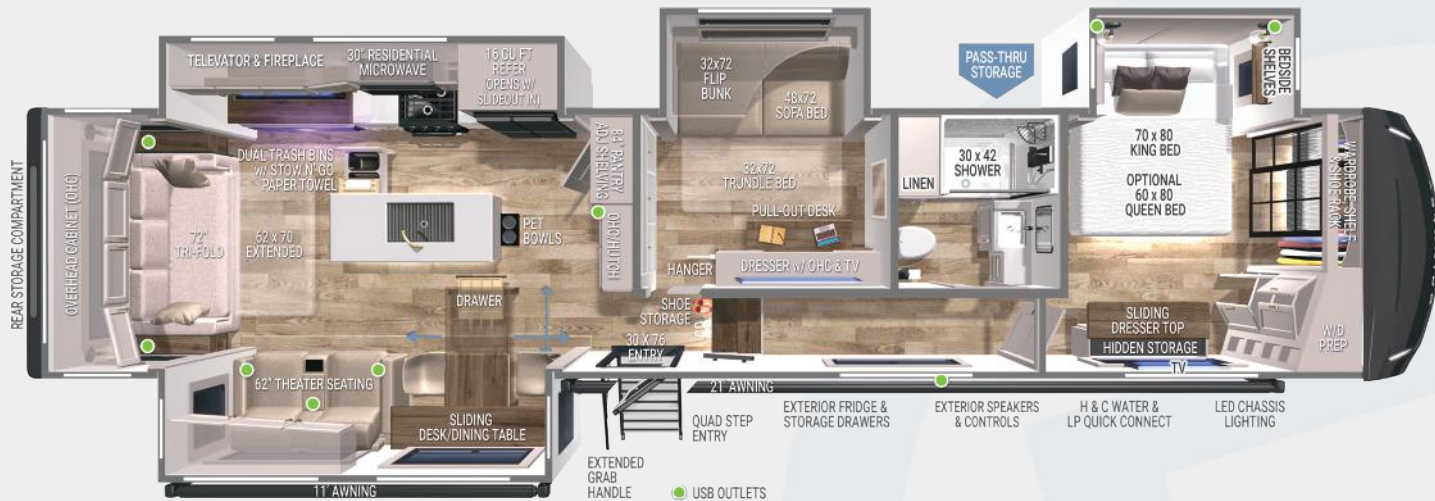 REAR STORAGE COMPARTMENT
OVERHEAD CABINET (OHC)
TELEVATOR & FIREPLACE
30" RESIDENTIAL
MICROWAVE
16 CU FT
REFER
(OPENS W/
SLIDEOUT IN)
DUAL TRASH BINS
w/ STOW N' GO
PAPER TOWEL
72"
TRI-FOLD
62 x 70
EXTENDED
PET
BOWLS
84" PANTRY
ADJ SHELVING
OHC/HUTCH
DRAWER
62" THEATER SEATING
SLIDING
DESK/DINING TABLE
11' AWNING
32x72
FLIP
BUNK
48x72
SOFA BED
32x72
TRUNDLE BED
PULL-OUT DESK
HANGER
DRESSER w/ OHC & TV
SHOE
STORAGE
30 X 76
ENTRY
21' AWNING
QUAD STEP
ENTRY
EXTENDED
GRAB
HANDLE
USB OUTLETS
PASS-THRU
STORAGE
LINEN
30 x 42
SHOWER
BEDSIDE
SHELVES
70 x 80
KING BED
OPTIONAL
60 x 80
QUEEN BED
WARDROBE SHELF
& SHOE RACK
SLIDING
DRESSER TOP
HIDDEN STORAGE
TV
W/D
PREP
EXTERIOR FRIDGE &
STORAGE DRAWERS
EXTERIOR SPEAKERS
& CONTROLS
H & C WATER &
LP QUICK CONNECT
LED CHASSIS
LIGHTING